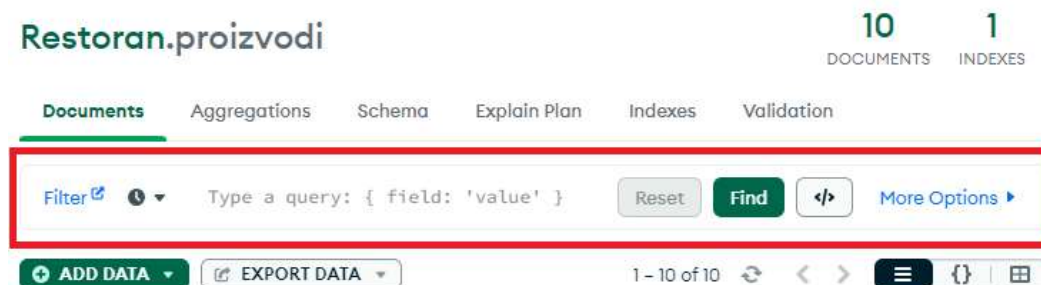 Restoran.proizvodi
10 1
DOCUMENTS INDEXES
Documents Aggregations Schema Explain Plan Indexes Validation
Filter Type a query: { field: 'value' } Reset Find </> More Options
ADD DATA EXPORT DATA 1 – 10 of 10 {}